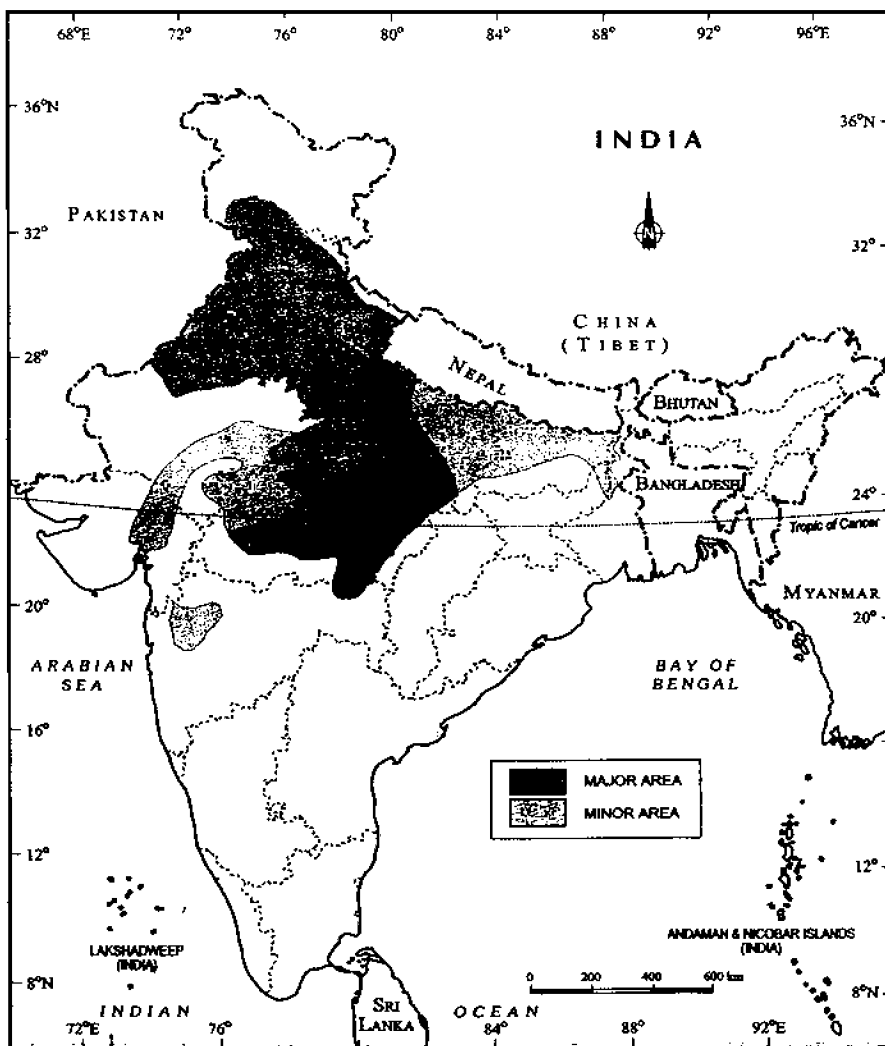 68°E 72° 76° 80° 84° 88° 92° 96°E
36°N
36°N
INDIA
PAKISTAN
N
32°
32°
CHINA
(TIBET)
28°
NEPAL
BHUTAN
BANGLADESH
24°
Tropic of Cancer
MYANMAR
20°
20°
ARABIAN
SEA
BAY OF
BENGAL
16°
MAJOR AREA
MINOR AREA
12°
12°
LAKSHADWEEP
(INDIA)
ANDAMAN & NICOBAR ISLANDS
(INDIA)
0 200 400 600 km
8°N
8°N
INDIAN
SRI
LANKA
OCEAN
72°E 76° 84° 88° 92°E